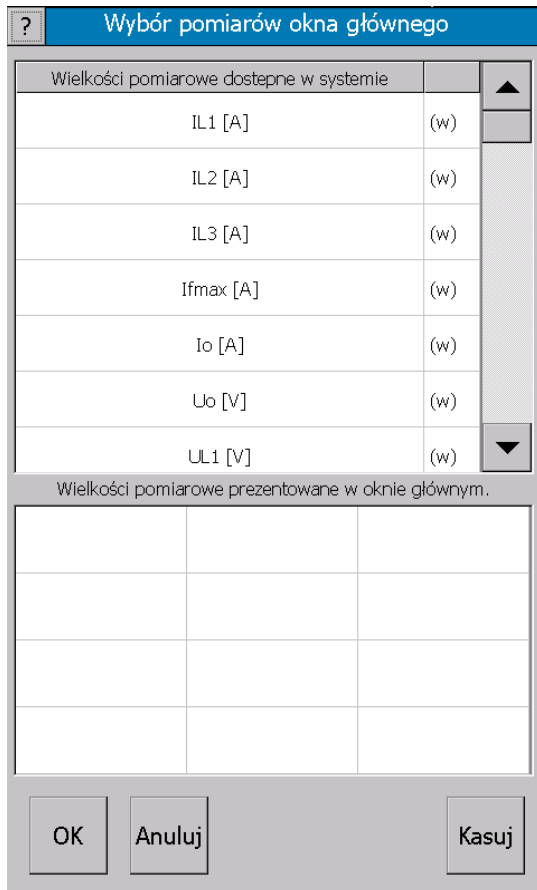 ? Wybór pomiarów okna głównego
Wielkości pomiarowe dostepne w systemie
IL1 [A] (w)
IL2 [A] (w)
IL3 [A] (w)
Ifmax [A] (w)
Io [A] (w)
Uo [V] (w)
UL1 [V] (w)
Wielkości pomiarowe prezentowane w oknie głównym.
OK Anuluj Kasuj